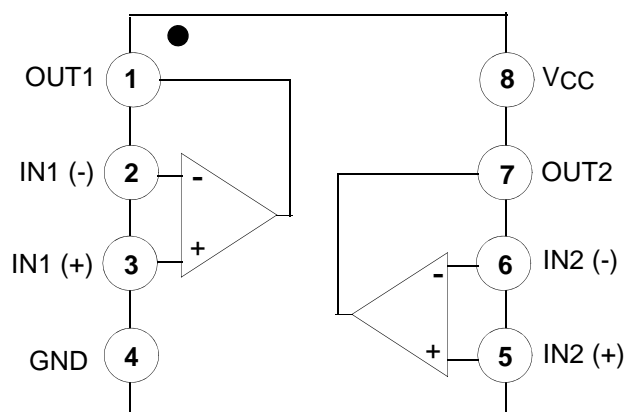 OUT1 1
IN1 (-) 2 -
IN1 (+) 3 +
GND 4
8 VCC
7 OUT2
- 6 IN2 (-)
+ 5 IN2 (+)